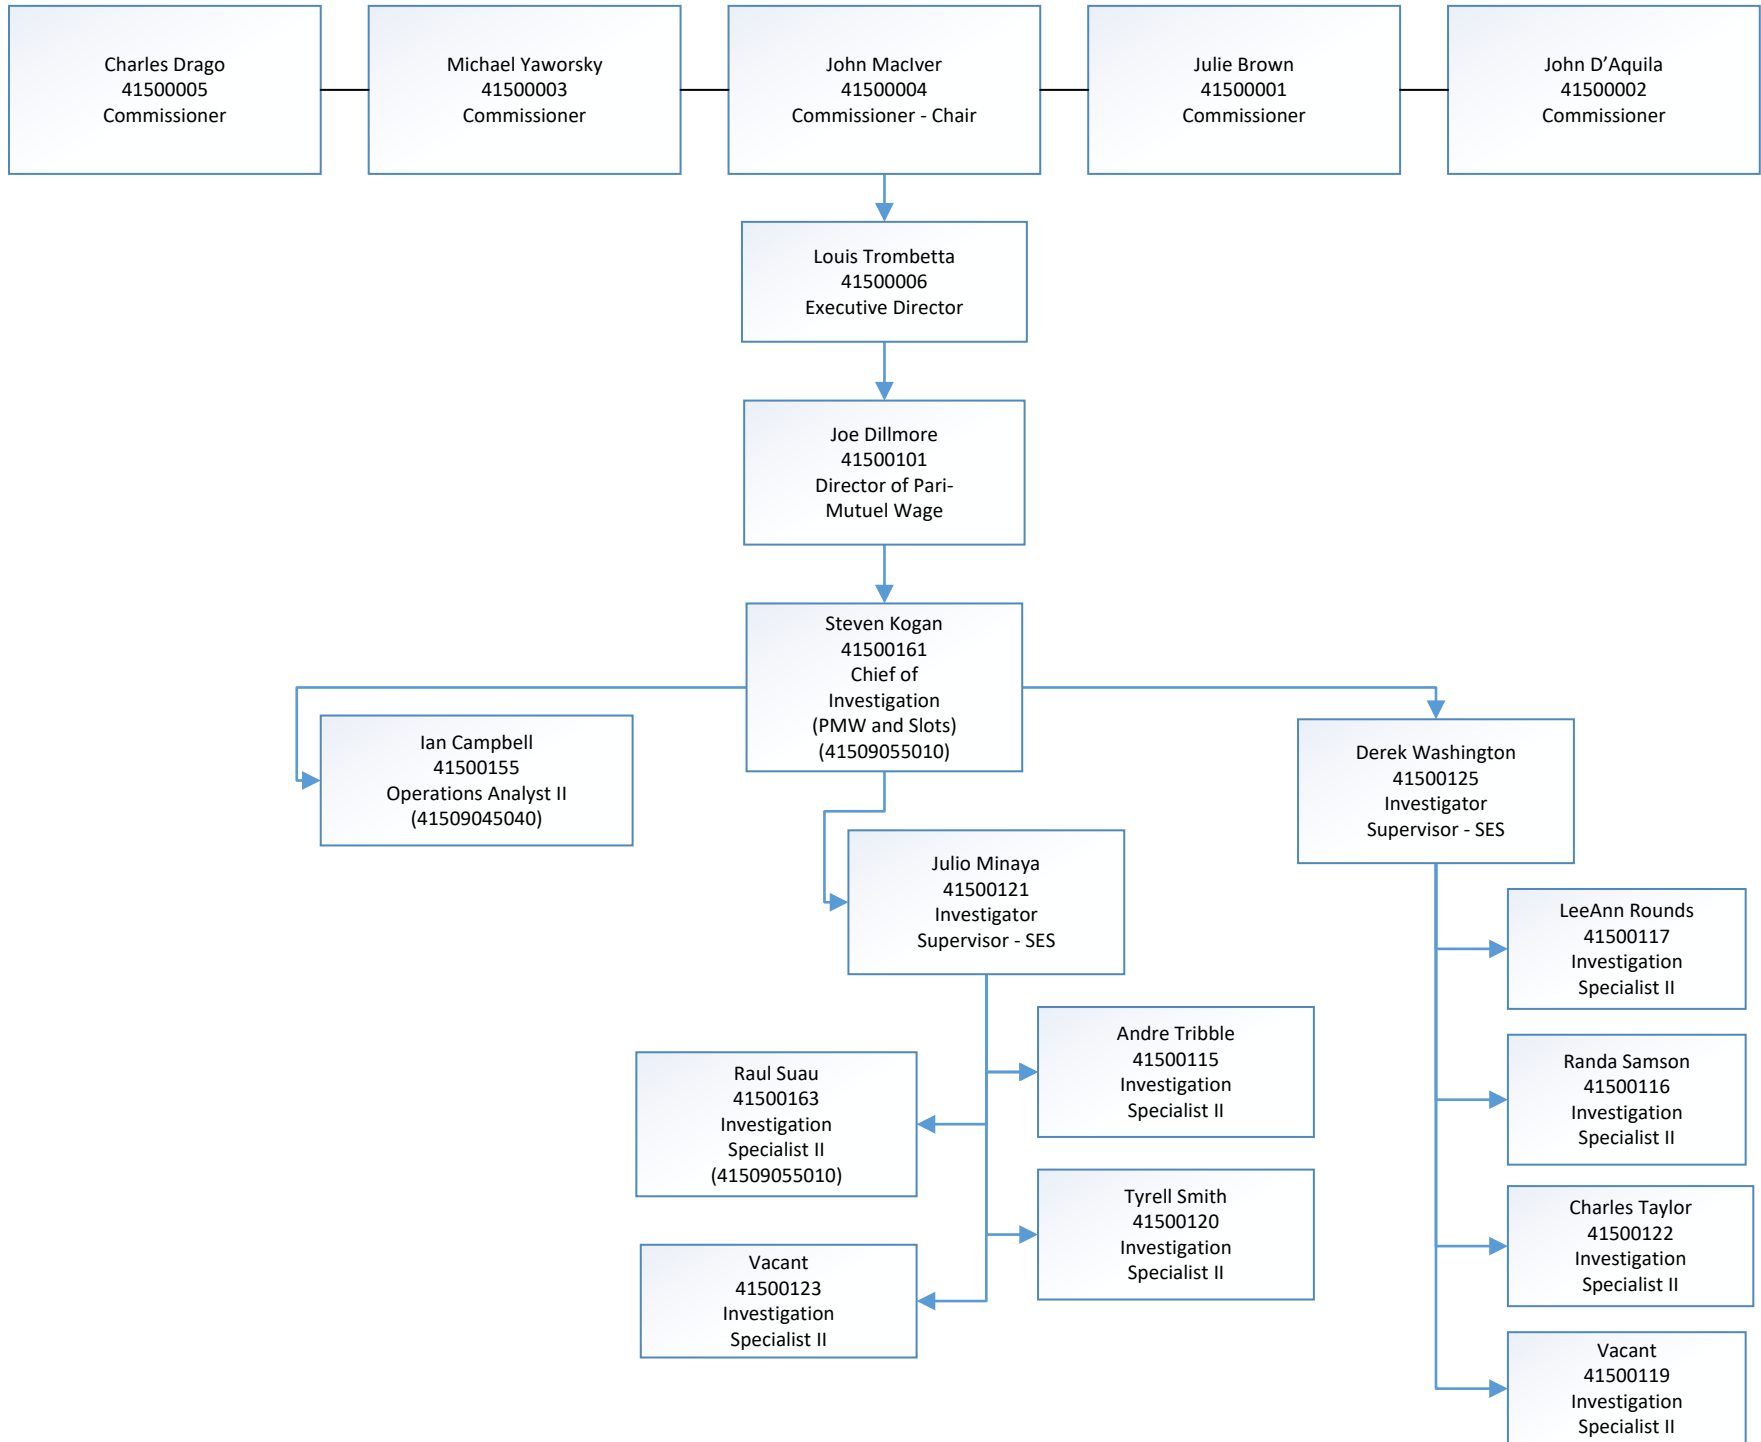 Charles Drago
41500005
Commissioner
Michael Yaworsky
41500003
Commissioner
John MacIver
41500004
Commissioner - Chair
Julie Brown
41500001
Commissioner
John D’Aquila
41500002
Commissioner
Louis Trombetta
41500006
Executive Director
Joe Dillmore
41500101
Director of Pari-
Mutuel Wage
Steven Kogan
41500161
Chief of
Investigation
(PMW and Slots)
(41509055010)
Ian Campbell
41500155
Operations Analyst II
(41509045040)
Derek Washington
41500125
Investigator
Supervisor - SES
Julio Minaya
41500121
Investigator
Supervisor - SES
LeeAnn Rounds
41500117
Investigation
Specialist II
Andre Tribble
41500115
Investigation
Specialist II
Raul Suau
41500163
Investigation
Specialist II
(41509055010)
Randa Samson
41500116
Investigation
Specialist II
Tyrell Smith
41500120
Investigation
Specialist II
Charles Taylor
41500122
Investigation
Specialist II
Vacant
41500123
Investigation
Specialist II
Vacant
41500119
Investigation
Specialist II